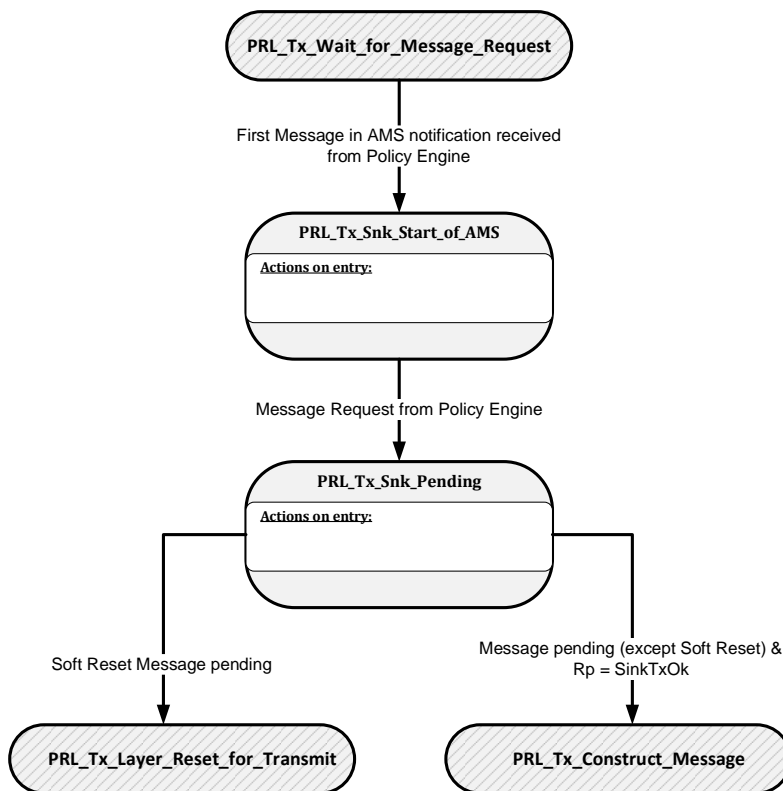 PRL_Tx_Wait_for_Message_Request
First Message in AMS notification received
from Policy Engine
PRL_Tx_Snk_Start_of_AMS
Actions on entry:
Message Request from Policy Engine
PRL_Tx_Snk_Pending
Actions on entry:
Soft Reset Message pending
Message pending (except Soft Reset) &
Rp = SinkTxOk
PRL_Tx_Layer_Reset_for_Transmit
PRL_Tx_Construct_Message